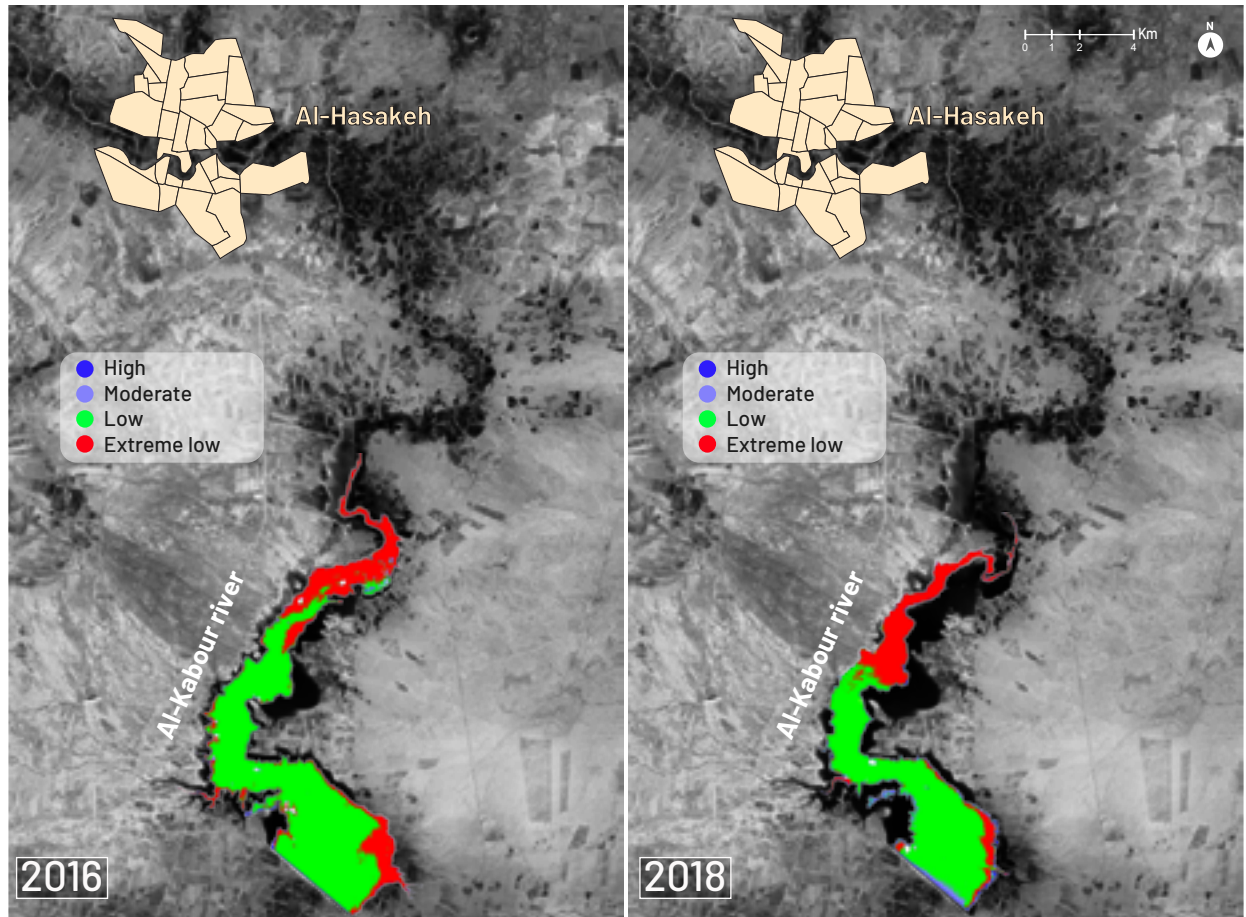 Al-Hasakeh
High
Moderate
Low
Extreme low
Al-Kabour river
2016
Km
0 1 2 4
N
Al-Hasakeh
High
Moderate
Low
Extreme low
Al-Kabour river
2018